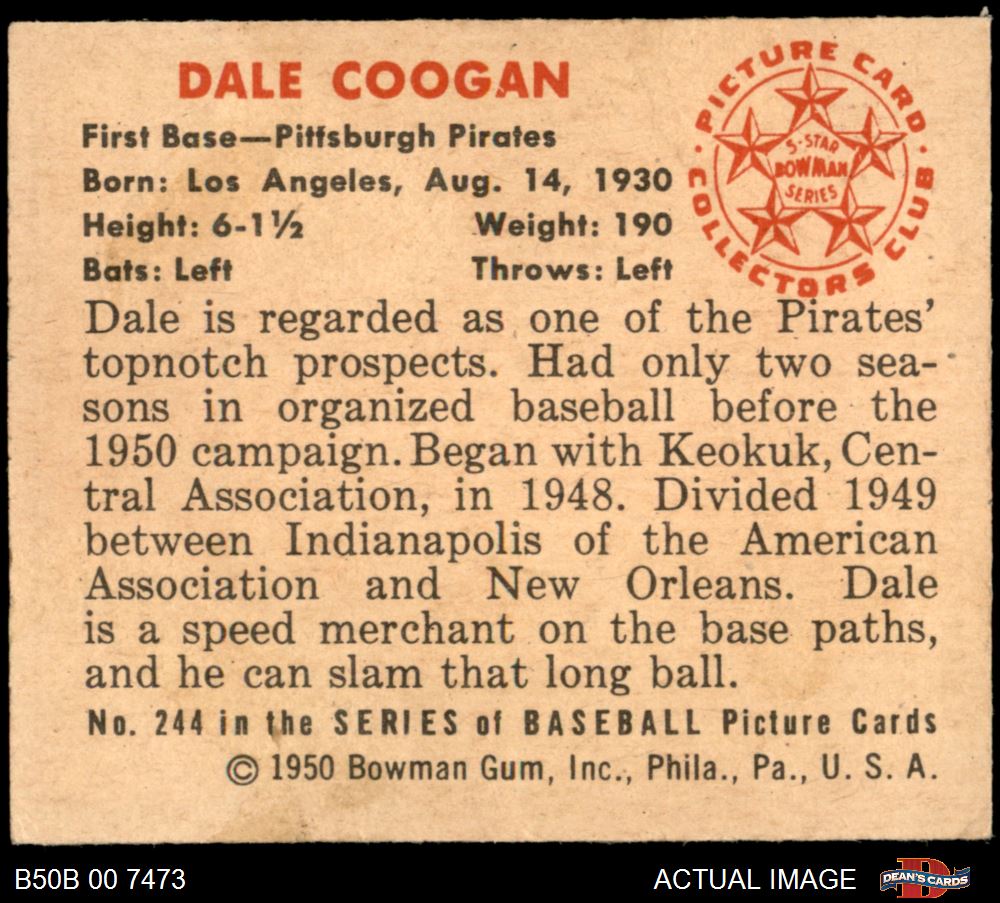 DALE COOGAN
First Base—Pittsburgh Pirates
Born: Los Angeles, Aug. 14, 1930
Height: 6-1½ Weight: 190
Bats: Left Throws: Left
PICTURE CARD
COLLECTORS CLUB
5-STAR
BOWMAN
SERIES
Dale is regarded as one of the Pirates'
topnotch prospects. Had only two sea-
sons in organized baseball before the
1950 campaign. Began with Keokuk, Cen-
tral Association, in 1948. Divided 1949
between Indianapolis of the American
Association and New Orleans. Dale
is a speed merchant on the base paths,
and he can slam that long ball.
No. 244 in the SERIES of BASEBALL Picture Cards
© 1950 Bowman Gum, Inc., Phila., Pa., U. S. A.
B50B 00 7473
ACTUAL IMAGE
D
DEAN'S CARDS